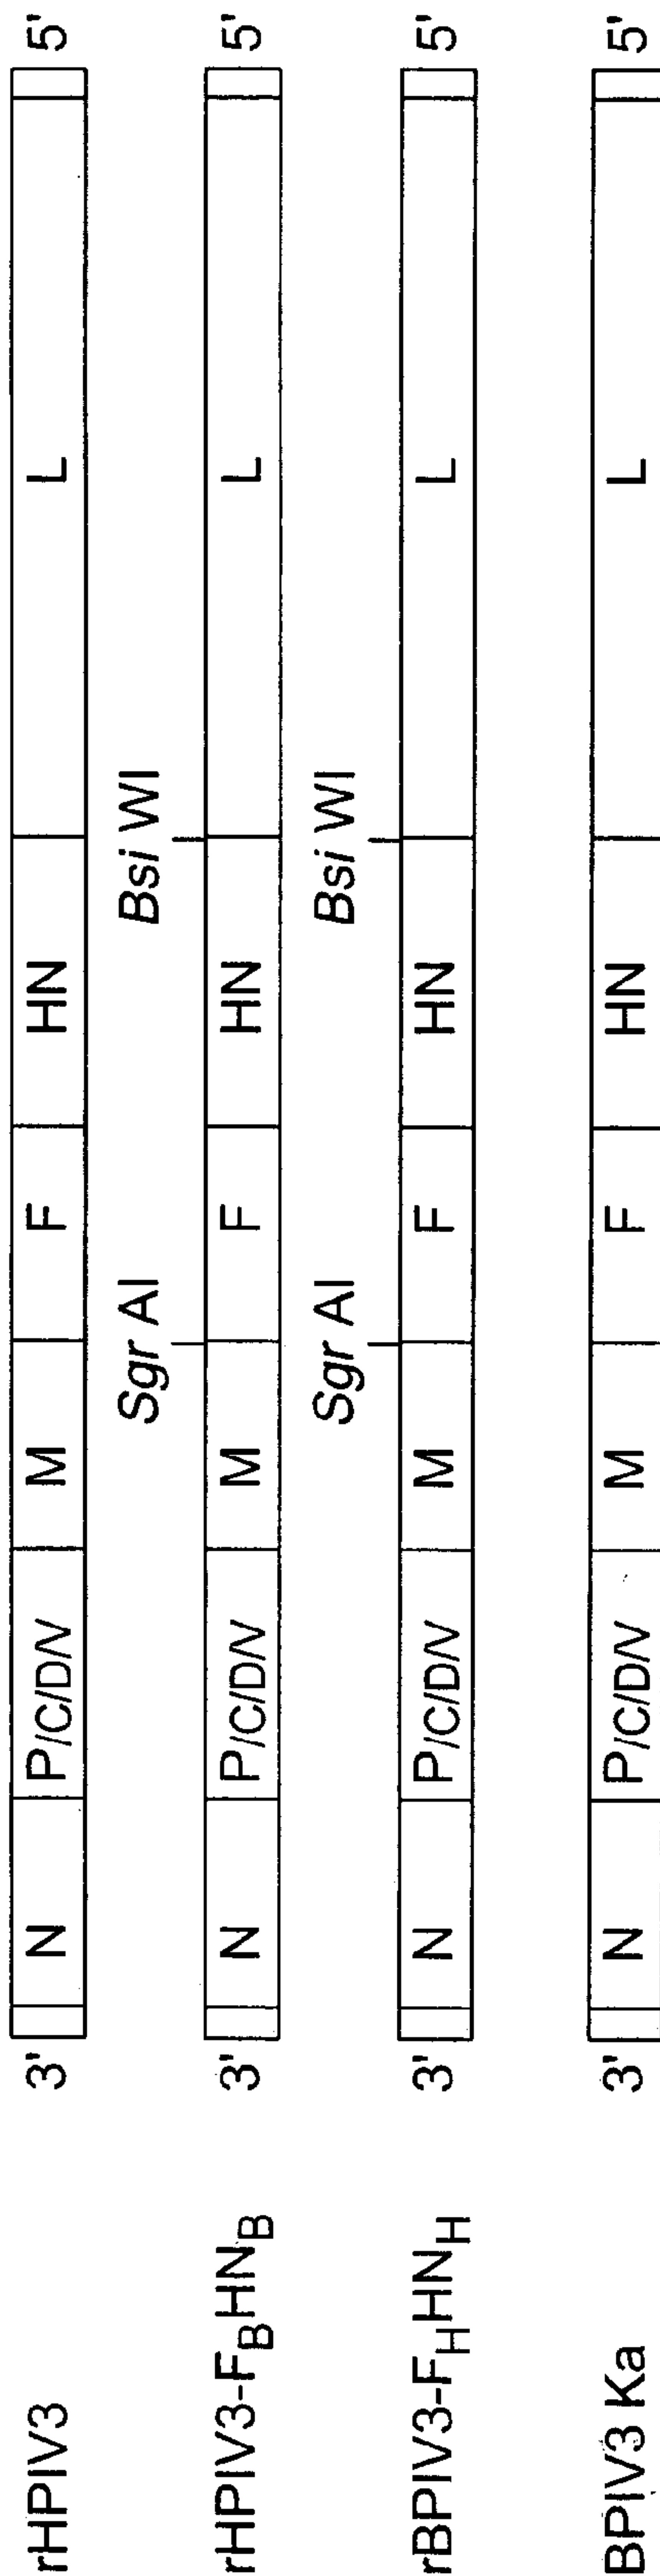 rHPIV3
3' N P/C/D/V M F HN L 5'
Sgr AI Bsi WI
rHPIV3-FBHNB
3' N P/C/D/V M F HN L 5'
Sgr AI Bsi WI
rBPIV3-FHHNH
3' N P/C/D/V M F HN L 5'
BPIV3 Ka
3' N P/C/D/V M F HN L 5'